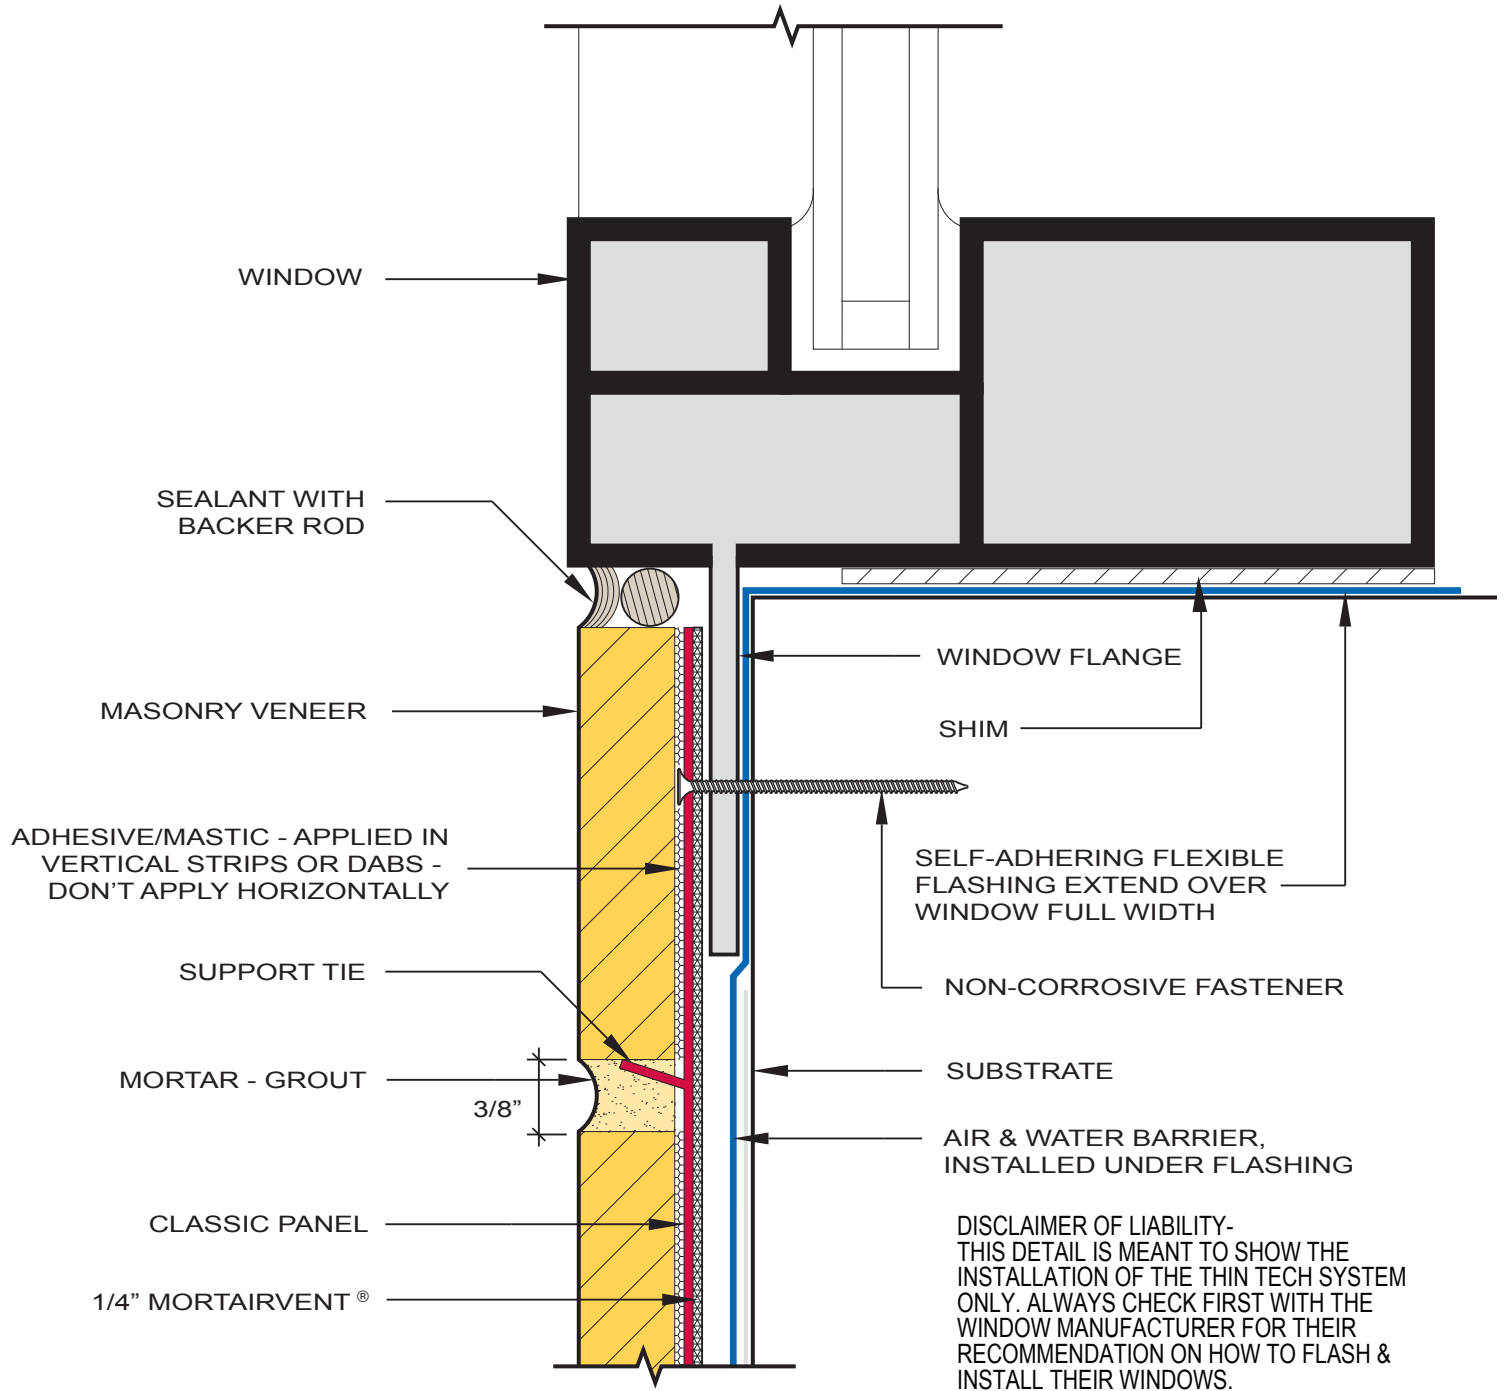 WINDOW
SEALANT WITH
BACKER ROD
MASONRY VENEER
ADHESIVE/MASTIC - APPLIED IN
VERTICAL STRIPS OR DABS -
DON'T APPLY HORIZONTALLY
SUPPORT TIE
MORTAR - GROUT
3/8”
CLASSIC PANEL
1/4” MORTAIRVENT ®
WINDOW FLANGE
SHIM
SELF-ADHERING FLEXIBLE
FLASHING EXTEND OVER
WINDOW FULL WIDTH
NON-CORROSIVE FASTENER
SUBSTRATE
AIR & WATER BARRIER,
INSTALLED UNDER FLASHING
DISCLAIMER OF LIABILITY-
THIS DETAIL IS MEANT TO SHOW THE
INSTALLATION OF THE THIN TECH SYSTEM
ONLY. ALWAYS CHECK FIRST WITH THE
WINDOW MANUFACTURER FOR THEIR
RECOMMENDATION ON HOW TO FLASH &
INSTALL THEIR WINDOWS.